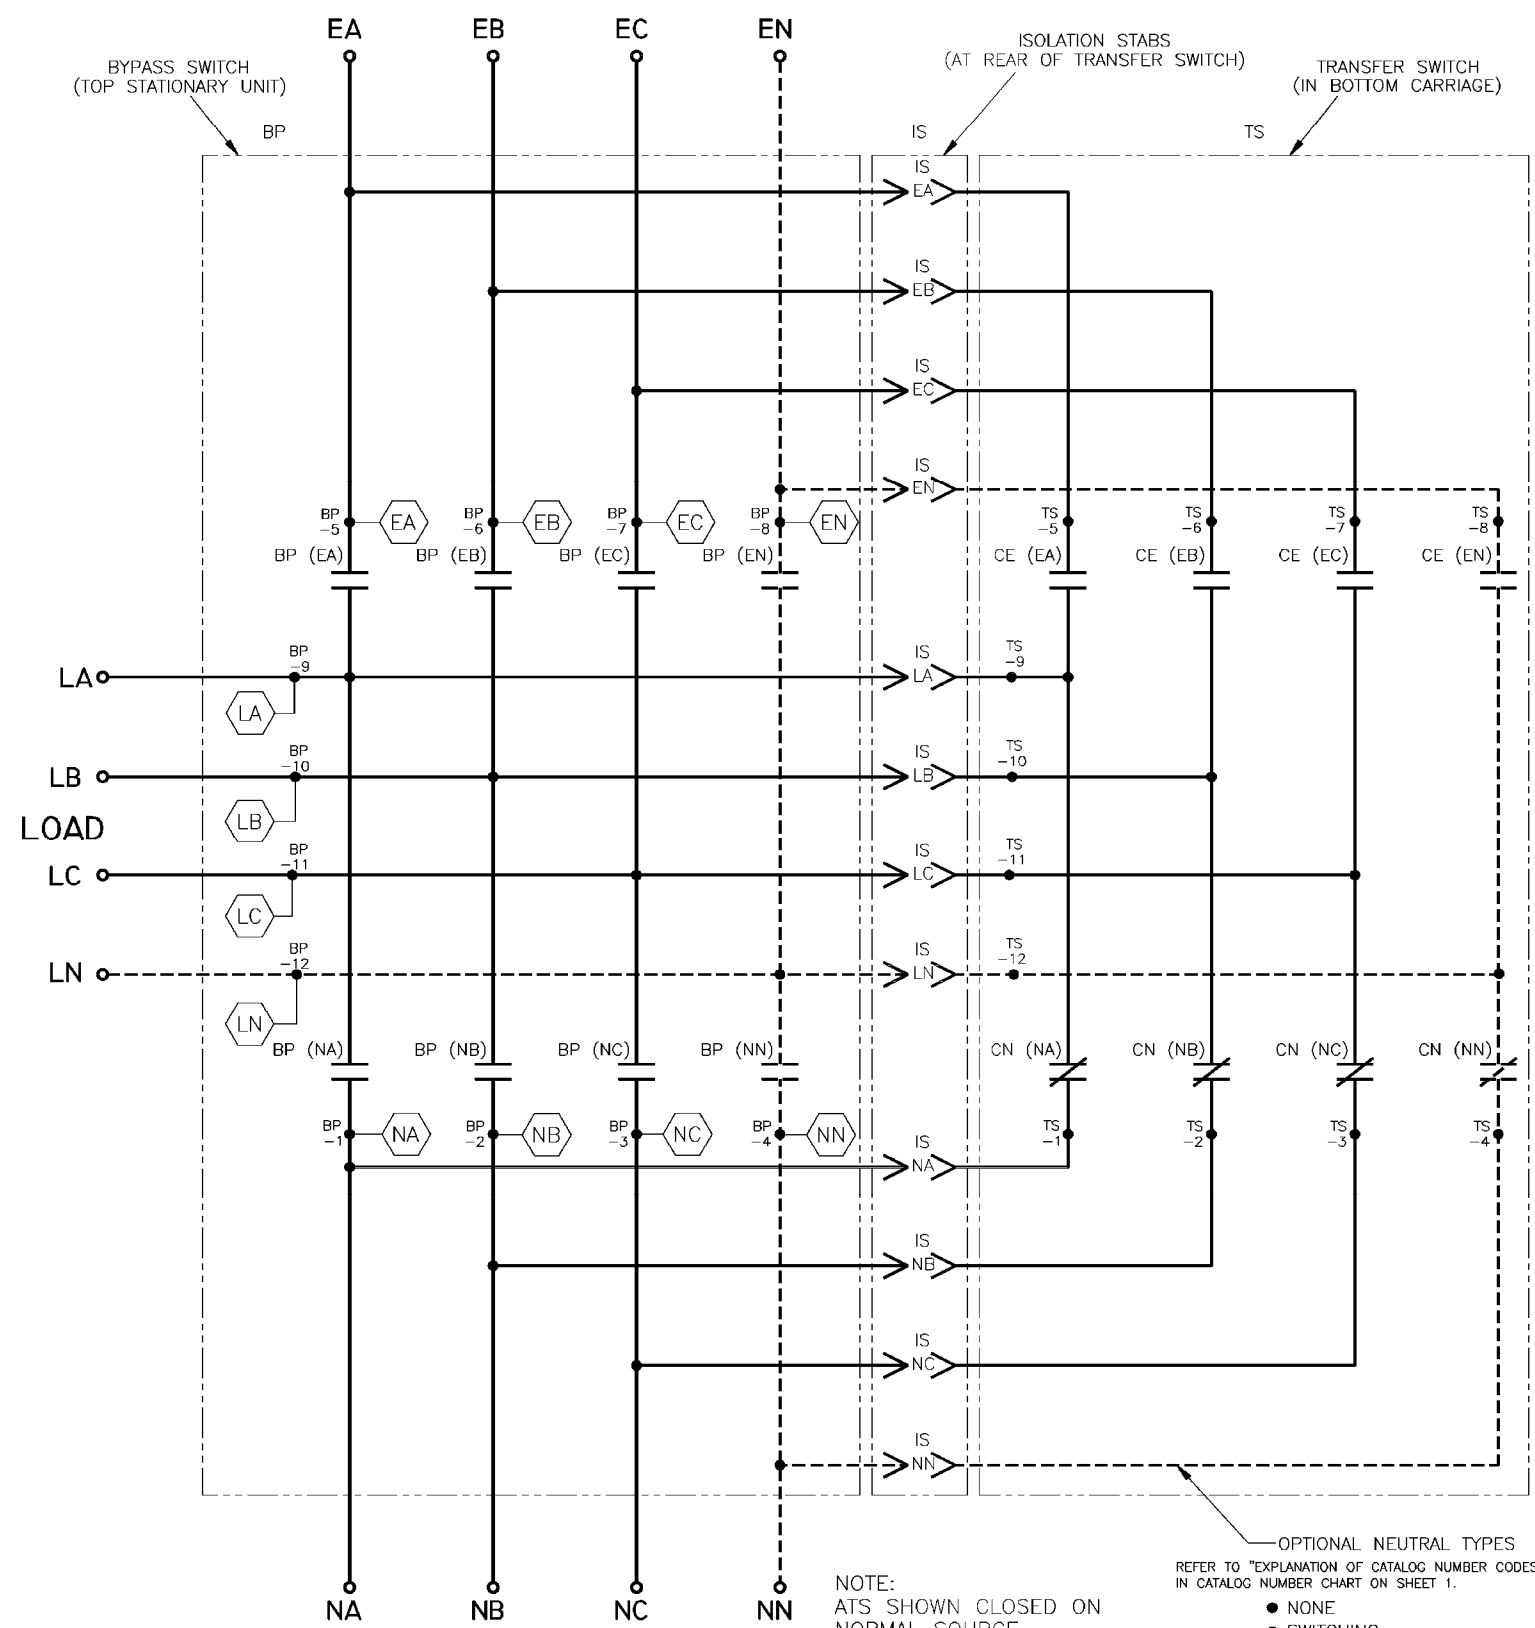 EA EB EC EN
BYPASS SWITCH
(TOP STATIONARY UNIT)
ISOLATION STABS
(AT REAR OF TRANSFER SWITCH)
TRANSFER SWITCH
(IN BOTTOM CARRIAGE)
BP IS TS
IS
EA
IS
EB
IS
EC
IS
EN
BP -5 EA BP -6 EB BP -7 EC BP -8 EN TS -5 TS -6 TS -7 TS -8
BP (EA) BP (EB) BP (EC) BP (EN) CE (EA) CE (EB) CE (EC) CE (EN)
BP -9 IS TS -9
LA LA
LA
BP -10 IS TS -10
LB LB
LB
LOAD
BP -11 IS TS -11
LC LC
LC
BP -12 IS TS -12
LN LN
LN
BP (NA) BP (NB) BP (NC) BP (NN) CN (NA) CN (NB) CN (NC) CN (NN)
BP -1 NA BP -2 NB BP -3 NC BP -4 NN TS -1 TS -2 TS -3 TS -4
IS
NA
IS
NB
IS
NC
IS
NN
OPTIONAL NEUTRAL TYPES
REFER TO "EXPLANATION OF CATALOG NUMBER CODES
IN CATALOG NUMBER CHART ON SHEET 1.
● NONE
NA NB NC NN
NOTE:
ATS SHOWN CLOSED ON
NORMAL SOURCE